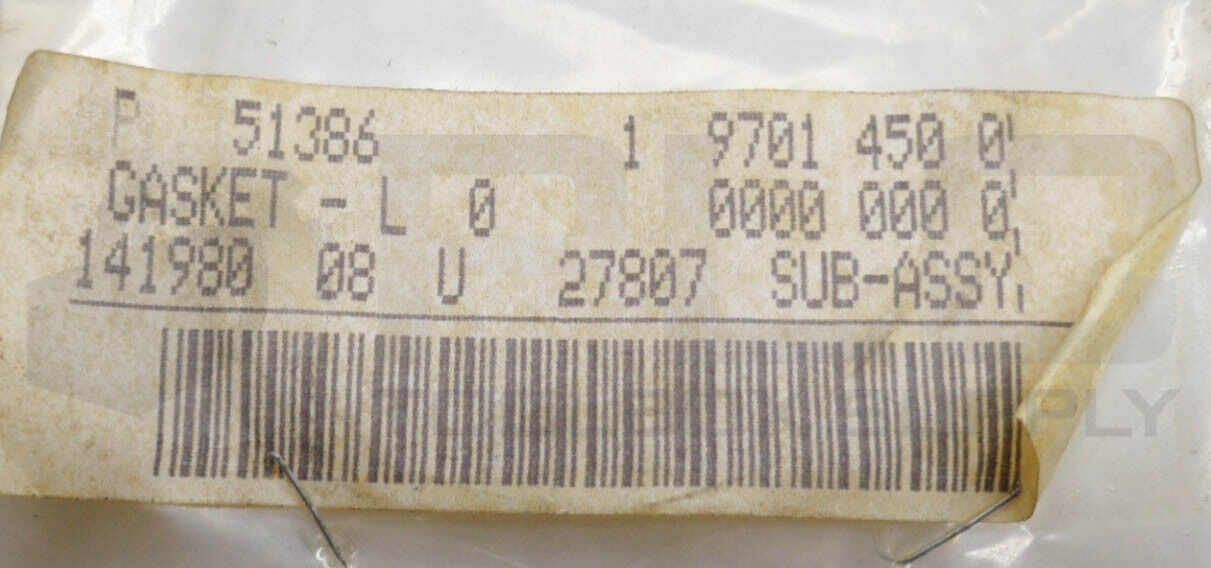 P 51386 1 9701 450 0
GASKET - L 0 0000 000 0
141980 08 U 27807 SUB-ASSY